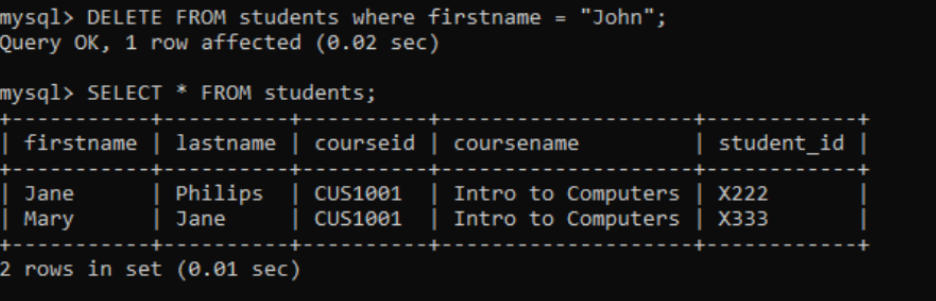 mysql> DELETE FROM students where firstname = "John";
Query OK, 1 row affected (0.02 sec)

mysql> SELECT * FROM students;
+-----------+----------+----------+--------------------+------------+
| firstname | lastname | courseid | coursename         | student_id |
+-----------+----------+----------+--------------------+------------+
| Jane      | Philips  | CUS1001  | Intro to Computers | X222       |
| Mary      | Jane     | CUS1001  | Intro to Computers | X333       |
+-----------+----------+----------+--------------------+------------+
2 rows in set (0.01 sec)